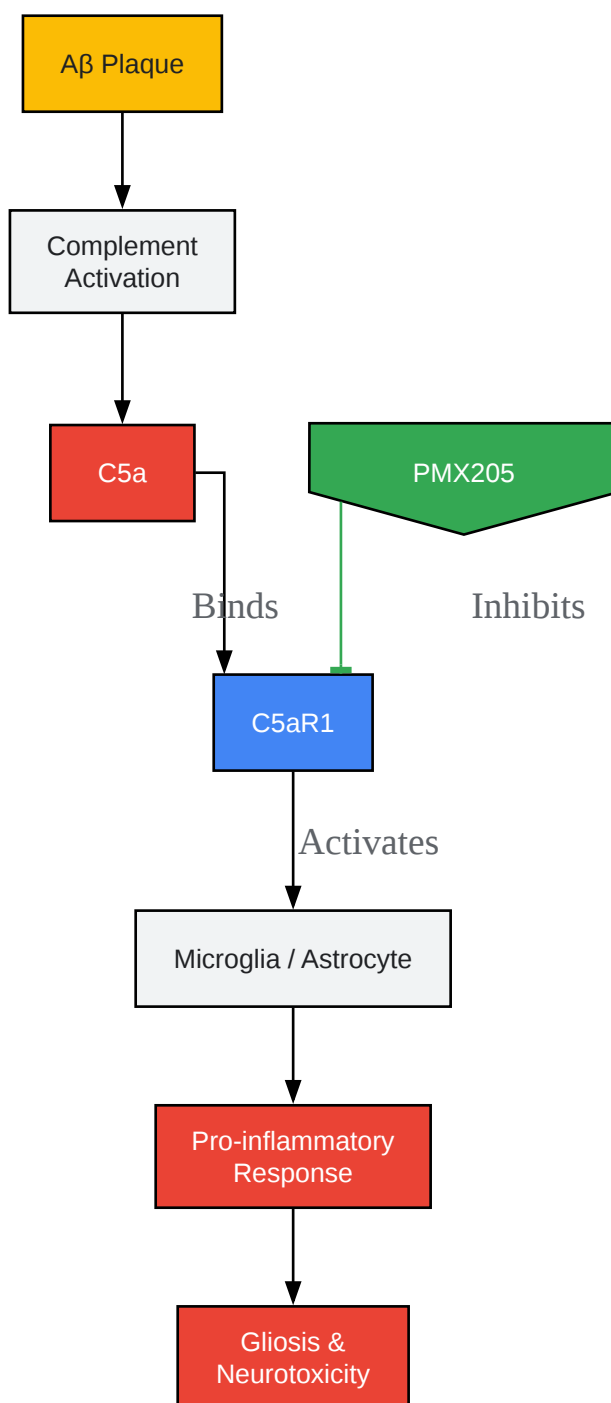 Aβ Plaque
Complement
Activation
C5a
PMX205
Binds
Inhibits
C5aR1
Activates
Microglia / Astrocyte
Pro-inflammatory
Response
Gliosis &
Neurotoxicity